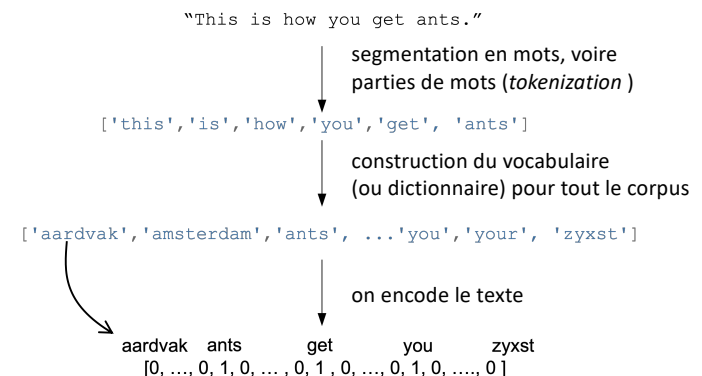 “This is how you get ants.”
segmentation en mots, voire
parties de mots (tokenization )
['this','is','how','you','get', 'ants']
construction du vocabulaire
(ou dictionnaire) pour tout le corpus
['aardvak','amsterdam','ants', ...'you','your', 'zyxst']
on encode le texte
aardvak ants get you zyxst
[0, …, 0, 1, 0, … , 0, 1 , 0, …, 0, 1, 0, …., 0 ]